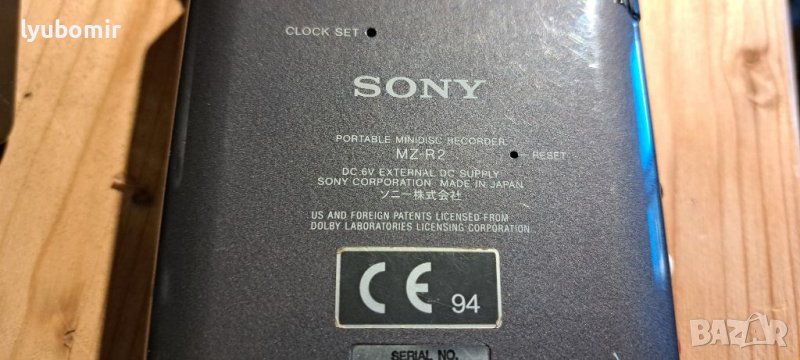 lyubomir
CLOCK SET
SONY
PORTABLE MINIDISC RECORDER
MZ-R2
RESET
DC 6V EXTERNAL DC SUPPLY
SONY CORPORATION MADE IN JAPAN
ソニー株式会社
US AND FOREIGN PATENTS LICENSED FROM
DOLBY LABORATORIES LICENSING CORPORATION
CE 94
SERIAL NO.
BAZAR